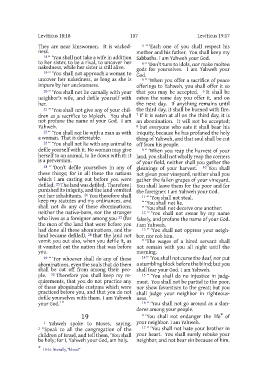 Leviticus 18:18 107 Leviticus 19:17
They are near kinswomen. It is wickedness.
18 “‘You shall not take a wife in addition
to her sister, to be a rival, to uncover her
nakedness, while her sister is still alive.
19 “‘You shall not approach a woman to
uncover her nakedness, as long as she is
impure by her uncleanness.
20 “‘You shall not lie carnally with your
neighbor’s wife, and defile yourself with
her.
21 “‘You shall not give any of your children
as a sacrifice to Molech. You shall
not profane the name of your God. I am
Yahweh.
22 “‘You shall not lie with a man as with
a woman. That is detestable.
23 “‘You shall not lie with any animal to
defile yourself with it. No woman may give
herself to an animal, to lie down with it: it
is a perversion.
24 “‘Don’t defile yourselves in any of
these things; for in all these the nations
which I am casting out before you were
defiled. 25 The land was defiled. Therefore I
punished its iniquity, and the land vomited
out her inhabitants. 26 You therefore shall
keep my statutes and my ordinances, and
shall not do any of these abominations;
neither the native-born, nor the stranger
who lives as a foreigner among you 27 (for
the men of the land that were before you
had done all these abominations, and the
land became defiled), 28 that the land not
vomit you out also, when you defile it, as
it vomited out the nation that was before
you.
29 “‘For whoever shall do any of these
abominations, even the souls that do them
shall be cut off from among their people.
30 Therefore you shall keep my requirements,
that you do not practice any
of these abominable customs which were
practiced before you, and that you do not
defile yourselves with them. I am Yahweh
your God.’”
19
1 Yahweh spoke to Moses, saying,
2 “Speak to all the congregation of the
children of Israel, and tell them, ‘You shall
be holy; for I, Yahweh your God, am holy.
3 “‘Each one of you shall respect his
mother and his father. You shall keep my
Sabbaths. I am Yahweh your God.
4 “‘Don’t turn to idols, nor make molten
gods for yourselves. I am Yahweh your
God.
5 “‘When you offer a sacrifice of peace
offerings to Yahweh, you shall offer it so
that you may be accepted. 6 It shall be
eaten the same day you offer it, and on
the next day. If anything remains until
the third day, it shall be burned with fire.
7 If it is eaten at all on the third day, it is
an abomination. It will not be accepted;
8 but everyone who eats it shall bear his
iniquity, because he has profaned the holy
thing of Yahweh, and that soul shall be cut
off from his people.
9 “‘When you reap the harvest of your
land, you shall not wholly reap the corners
of your field, neither shall you gather the
gleanings of your harvest. 10 You shall
not glean your vineyard, neither shall you
gather the fallen grapes of your vineyard.
You shall leave them for the poor and for
the foreigner. I am Yahweh your God.
11 “‘You shall not steal.
“‘You shall not lie.
“‘You shall not deceive one another.
12 “‘You shall not swear by my name
falsely, and profane the name of your God.
I am Yahweh.
13 “‘You shall not oppress your neighbor,
nor rob him.
“‘The wages of a hired servant shall
not remain with you all night until the
morning.
14 “‘You shall not curse the deaf, nor put
a stumbling block before the blind; but you
shall fear your God. I am Yahweh.
15 “‘You shall do no injustice in judgment.
You shall not be partial to the poor,
nor show favoritism to the great; but you
shall judge your neighbor in righteousness.
16 “‘You shall not go around as a slanderer
among your people.
“‘You shall not endanger the life* of
your neighbor. I am Yahweh.
17 “‘You shall not hate your brother in
your heart. You shall surely rebuke your
neighbor, and not bear sin because of him.
* 19:16 literally, “blood”